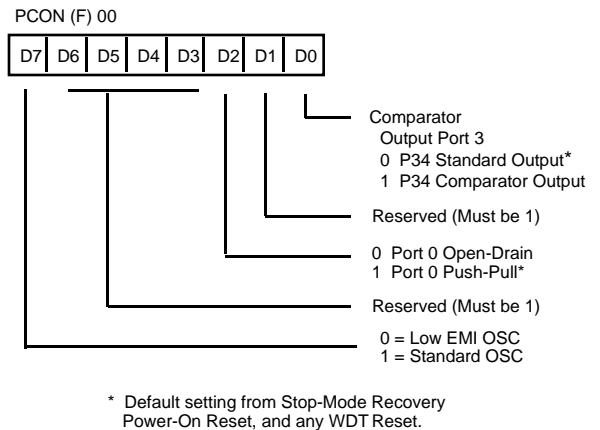 PCON (F) 00
D7 D6 D5 D4 D3 D2 D1 D0
Comparator
Output Port 3
0 P34 Standard Output*
1 P34 Comparator Output
Reserved (Must be 1)
0 Port 0 Open-Drain
1 Port 0 Push-Pull*
Reserved (Must be 1)
0 = Low EMI OSC
1 = Standard OSC
* Default setting from Stop-Mode Recovery
Power-On Reset, and any WDT Reset.